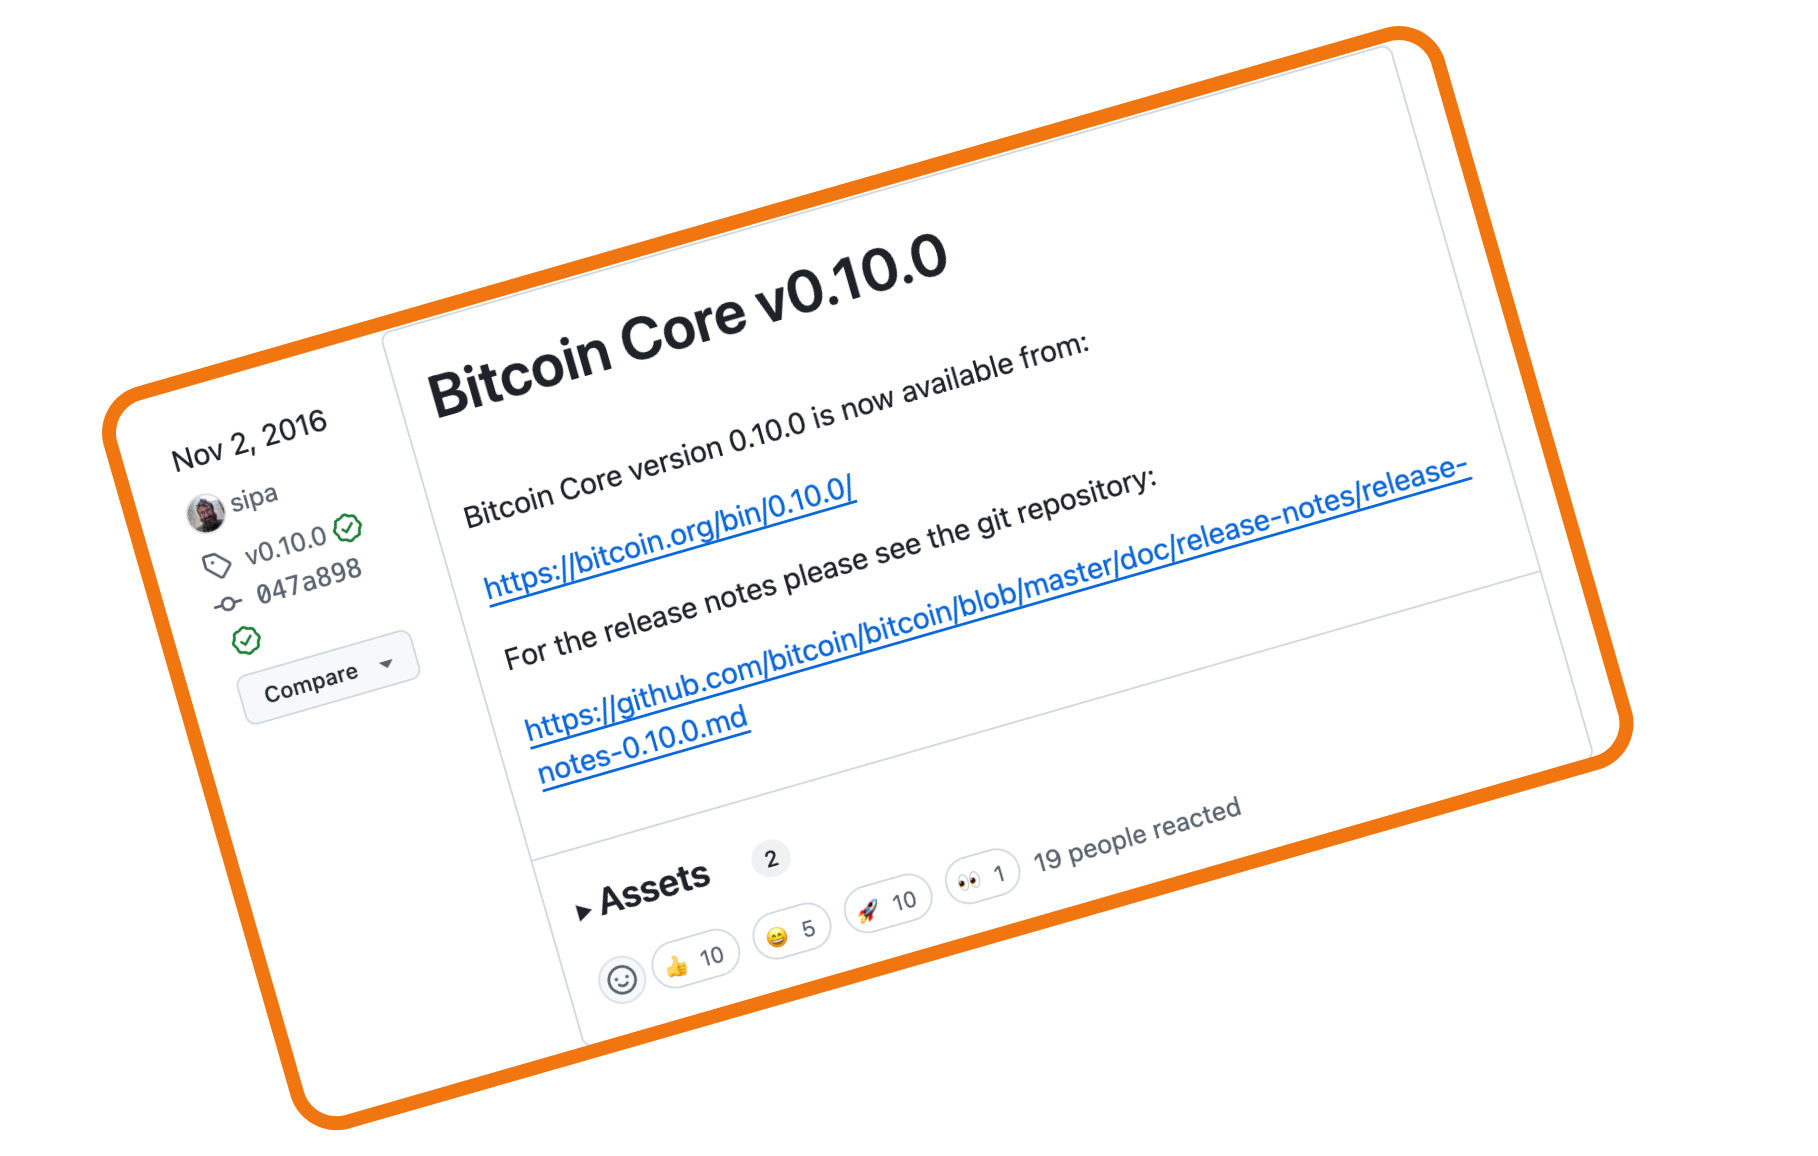 Nov 2, 2016
sipa
v0.10.0
047a898
Compare
Bitcoin Core v0.10.0
Bitcoin Core version 0.10.0 is now available from:
https://bitcoin.org/bin/0.10.0/
For the release notes please see the git repository:
https://github.com/bitcoin/bitcoin/blob/master/doc/release-notes/release-
notes-0.10.0.md
Assets 2
👍 10 😄 5 🚀 10 👀 1 19 people reacted